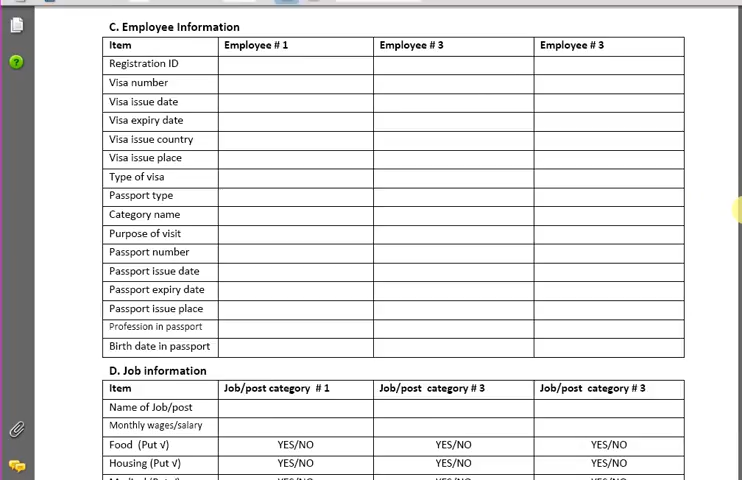 C. Employee Information
Item Employee # 1 Employee # 3 Employee # 3
Registration ID
Visa number
Visa issue date
Visa expiry date
Visa issue country
Visa issue place
Type of visa
Passport type
Category name
Purpose of visit
Passport number
Passport issue date
Passport expiry date
Passport issue place
Profession in passport
Birth date in passport
D. Job information
Item Job/post category # 1 Job/post category # 3 Job/post category # 3
Name of Job/post
Monthly wages/salary
Food (Put √) YES/NO YES/NO YES/NO
Housing (Put √) YES/NO YES/NO YES/NO